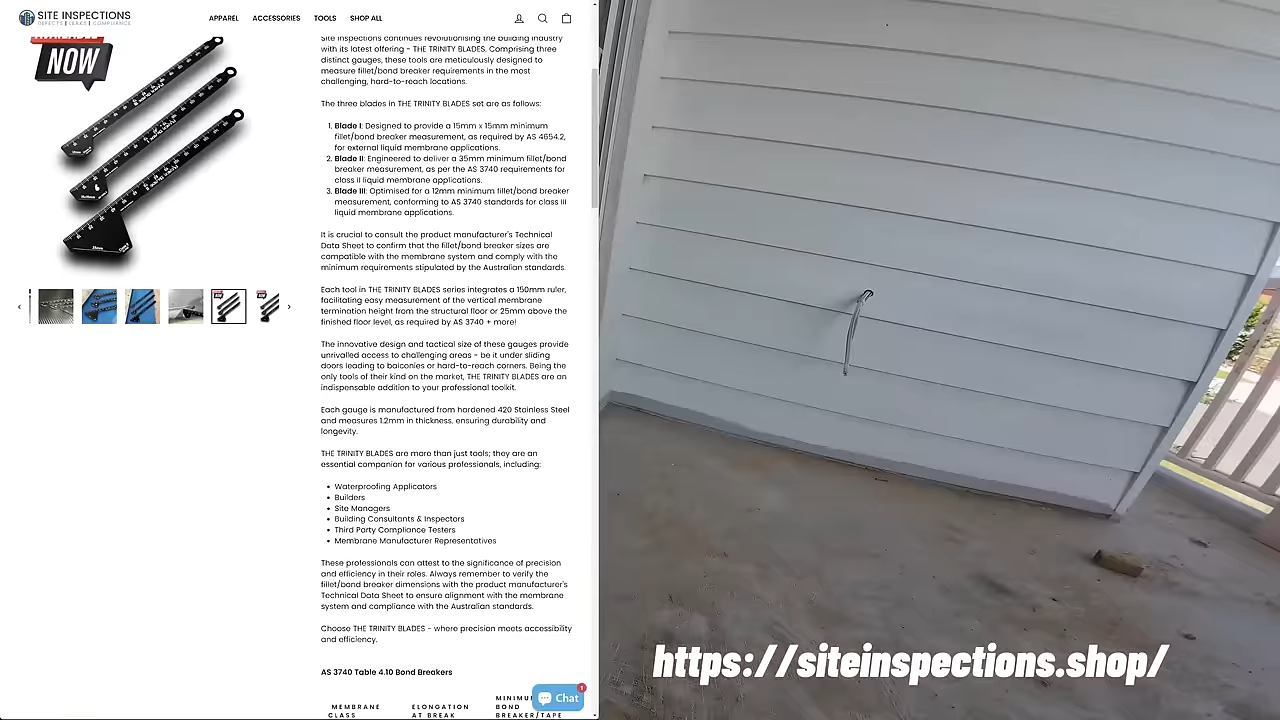 SITE INSPECTIONS
DEFECTS | LEAKS | COMPLIANCE
APPAREL
ACCESSORIES
TOOLS
SHOP ALL
NOW
Site Inspections continues revolutionising the building industry
with its latest offering - THE TRINITY BLADES. Comprising three
distinct gauges, these tools are meticulously designed to
measure fillet/bond breaker requirements in the most
challenging, hard-to-reach locations.
The three blades in THE TRINITY BLADES set are as follows:
1. Blade I: Designed to provide a 15mm x 15mm minimum
fillet/bond breaker measurement, as required by AS 4654.2,
for external liquid membrane applications.
2. Blade II: Engineered to deliver a 35mm minimum fillet/bond
breaker measurement, as per the AS 3740 requirements for
class II liquid membrane applications.
3. Blade III: Optimised for a 12mm minimum fillet/bond breaker
measurement, conforming to AS 3740 standards for class III
liquid membrane applications.
It is crucial to consult the product manufacturer's Technical
Data Sheet to confirm that the fillet/bond breaker sizes are
compatible with the membrane system and comply with the
minimum requirements stipulated by the Australian standards.
Each tool in THE TRINITY BLADES series integrates a 150mm ruler,
facilitating easy measurement of the vertical membrane
termination height from the structural floor or 25mm above the
finished floor level, as required by AS 3740 + more!
The innovative design and tactical size of these gauges provide
unrivalled access to challenging areas - be it under sliding
doors leading to balconies or hard-to-reach corners. Being the
only tools of their kind on the market, THE TRINITY BLADES are an
indispensable addition to your professional toolkit.
Each gauge is manufactured from hardened 420 Stainless Steel
and measures 1.2mm in thickness, ensuring durability and
longevity.
THE TRINITY BLADES are more than just tools; they are an
essential companion for various professionals, including:
• Waterproofing Applicators
• Builders
• Site Managers
• Building Consultants & Inspectors
• Third Party Compliance Testers
• Membrane Manufacturer Representatives
These professionals can attest to the significance of precision
and efficiency in their roles. Always remember to verify the
fillet/bond breaker dimensions with the product manufacturer's
Technical Data Sheet to ensure alignment with the membrane
system and compliance with the Australian standards.
Choose THE TRINITY BLADES - where precision meets accessibility
and efficiency.
AS 3740 Table 4.10 Bond Breakers
MEMBRANE
CLASS
ELONGATION
AT BREAK
BOND
BREAKER/TAPE
Chat
1
https://siteinspections.shop/